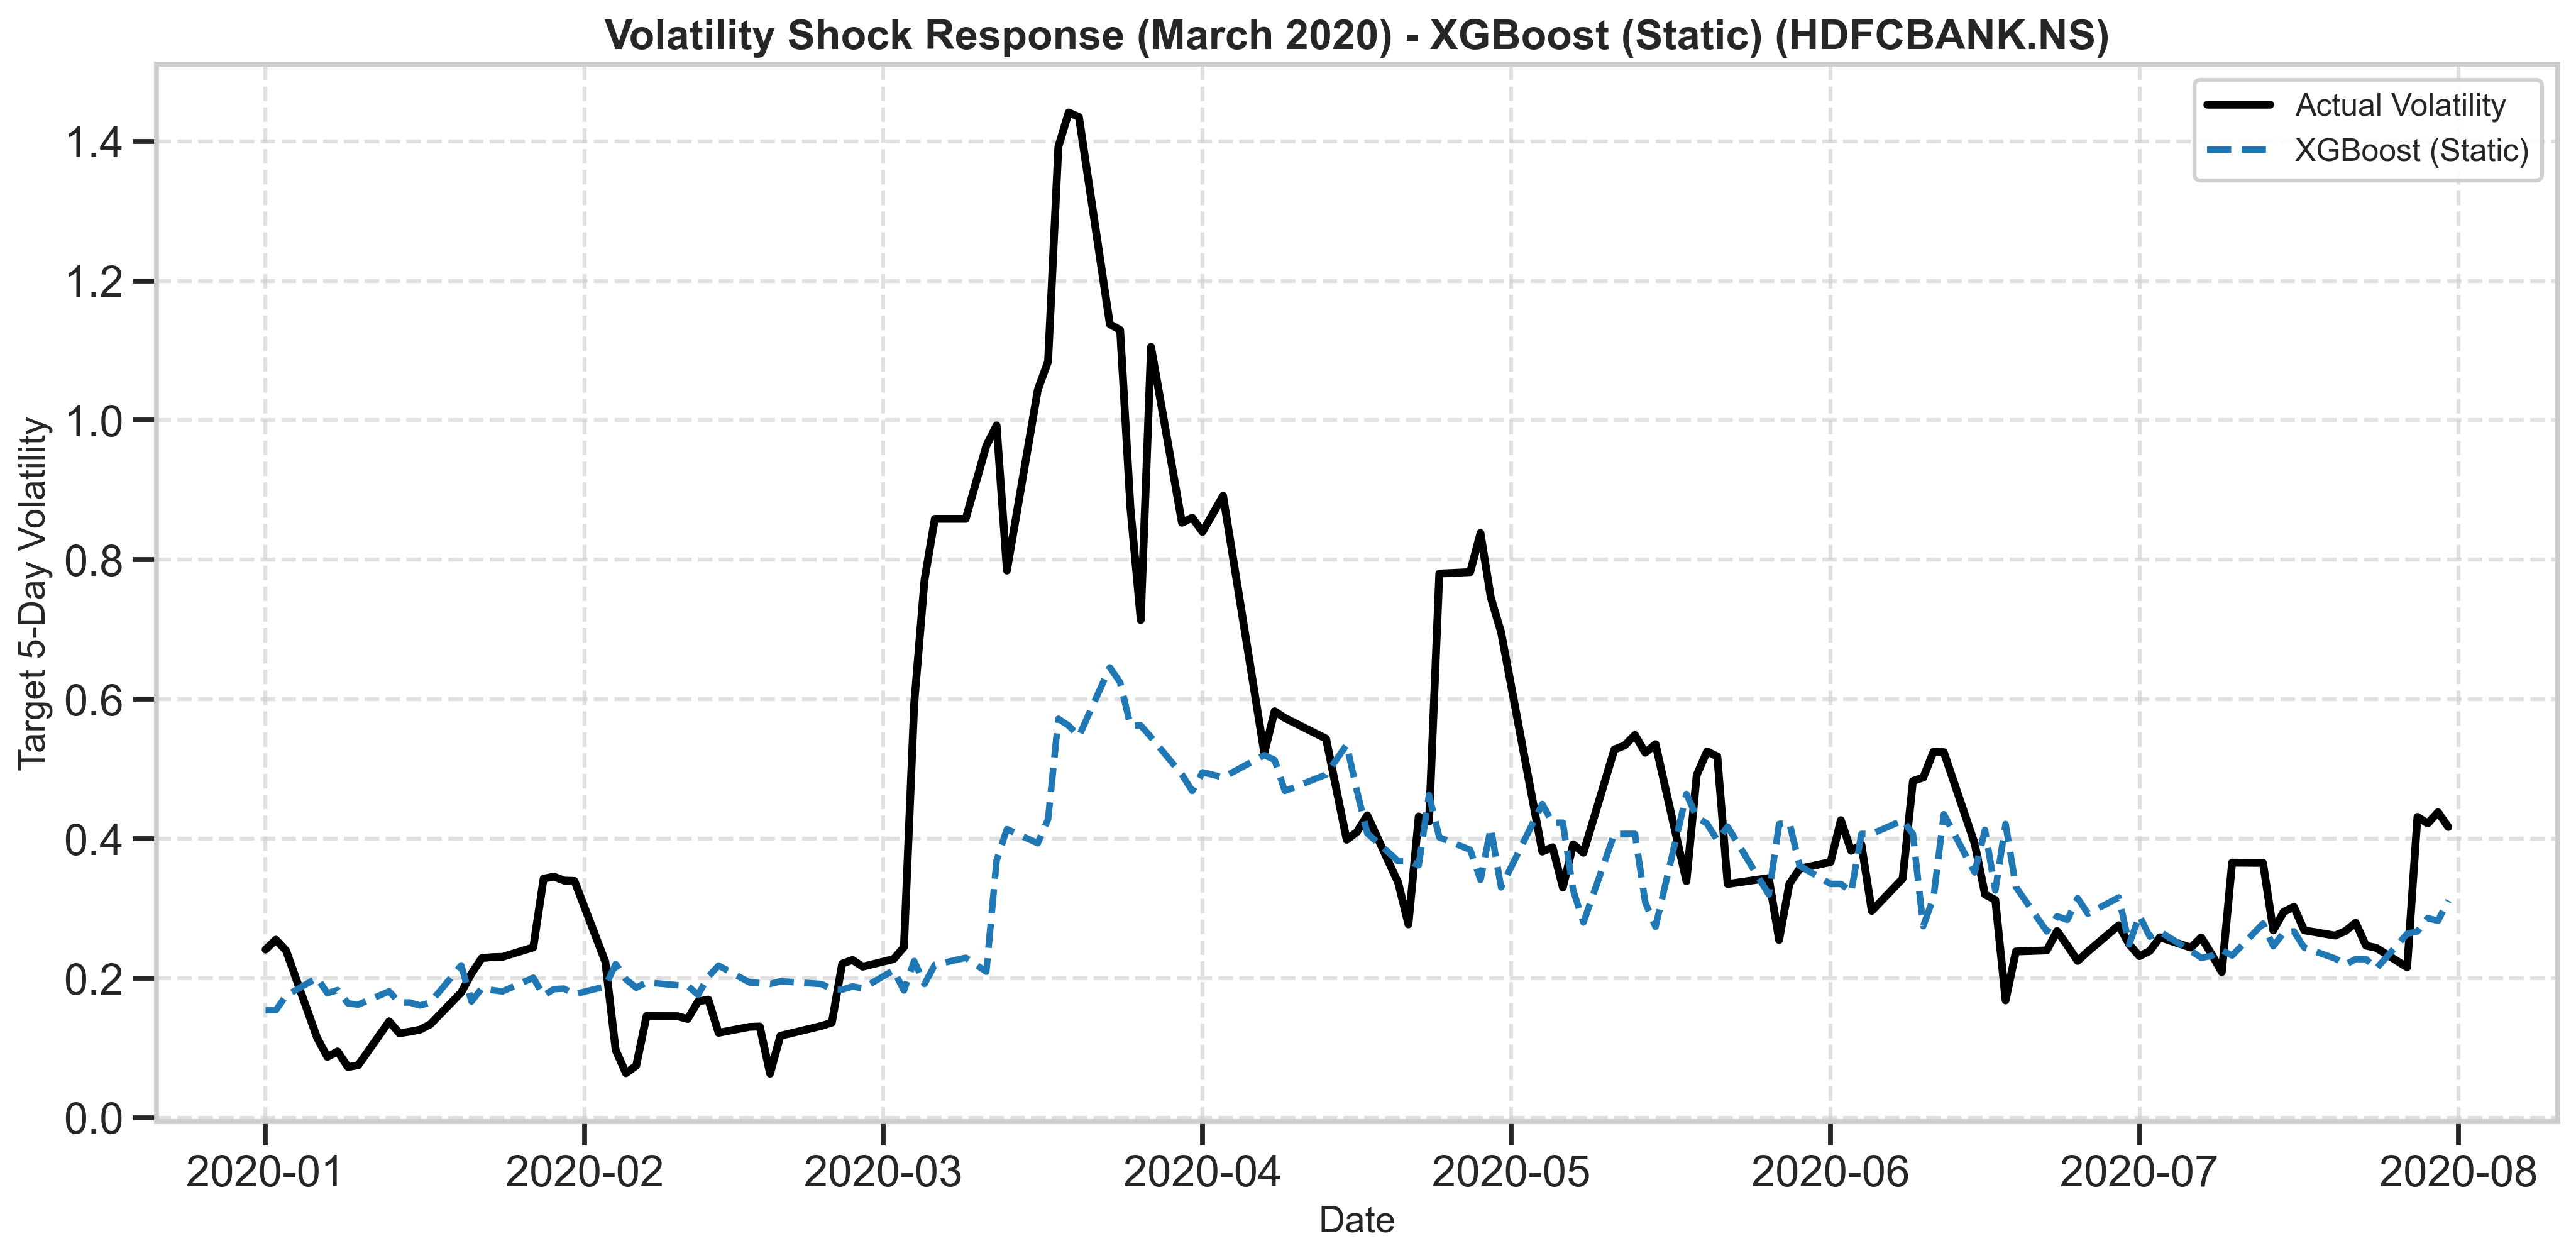 Volatility Shock Response (March 2020) - XGBoost (Static) (HDFCBANK.NS)
Actual Volatility
XGBoost (Static)
Target 5-Day Volatility
1.4
1.2
1.0
0.8
0.6
0.4
0.2
0.0
2020-01 2020-02 2020-03 2020-04 2020-05 2020-06 2020-07 2020-08
Date